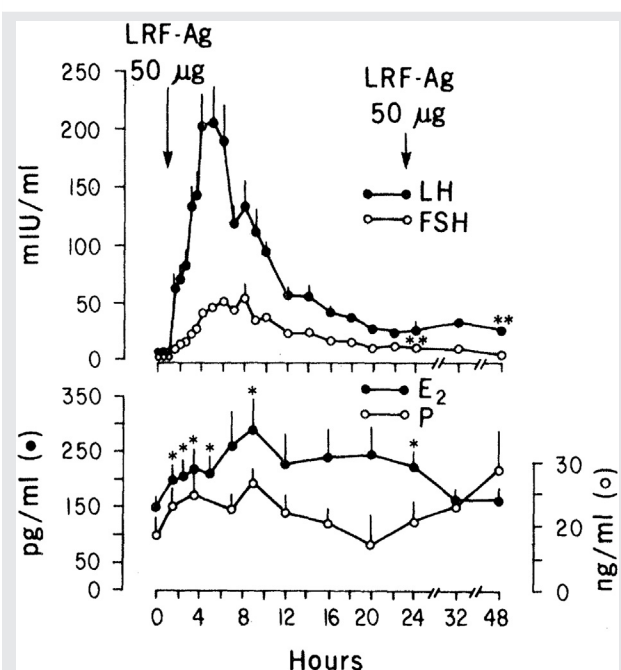 LRF-Ag
50 µg
LRF-Ag
50 µg
250
200
150
100
50
0
mIU/ml
LH
FSH
**
**
350
250
150
50
0
pg/ml (●)
E₂
P
*
*
*
*
*
*
30
20
10
0
ng/ml (○)
0 4 8 12 16 20 24 32 48
Hours